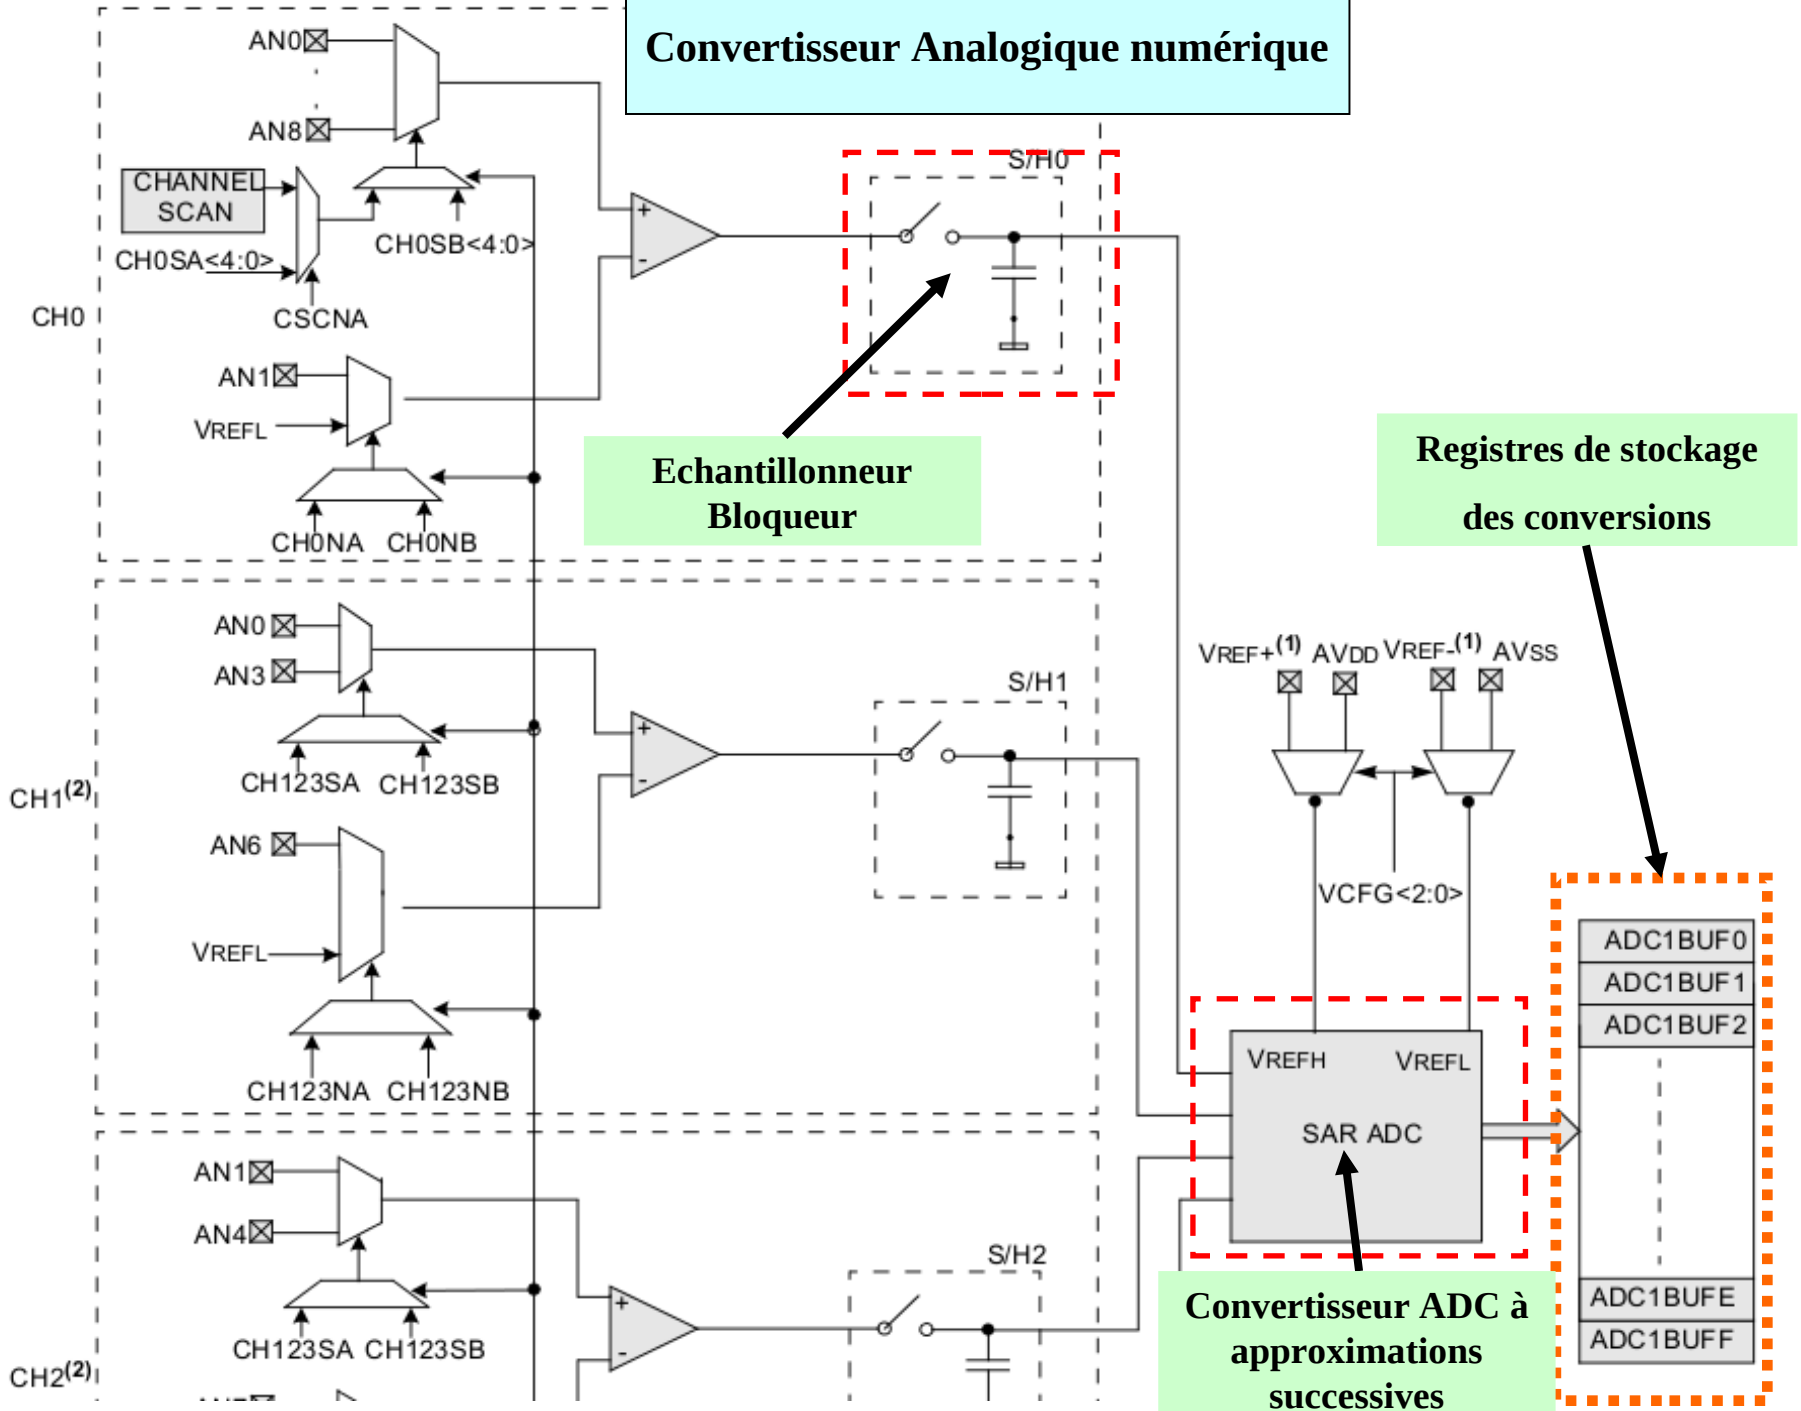 Convertisseur Analogique numérique
AN0
AN8
CHANNEL
SCAN
CH0SA<4:0>
CSCNA
CH0SB<4:0>
S/H0
+
-
CH0
AN1
VREFL
CH0NA CH0NB
Echantillonneur
Bloqueur
Registres de stockage
des conversions
AN0
AN3
CH123SA CH123SB
S/H1
+
-
CH1(2)
AN6
VREFL
CH123NA CH123NB
VREF+(1) AVDD VREF-(1) AVSS
VCFG<2:0>
VREFH VREFL
SAR ADC
ADC1BUF0
ADC1BUF1
ADC1BUF2
ADC1BUFE
ADC1BUFF
AN1
AN4
CH123SA CH123SB
S/H2
+
-
CH2(2)
Convertisseur ADC à
approximations
successives